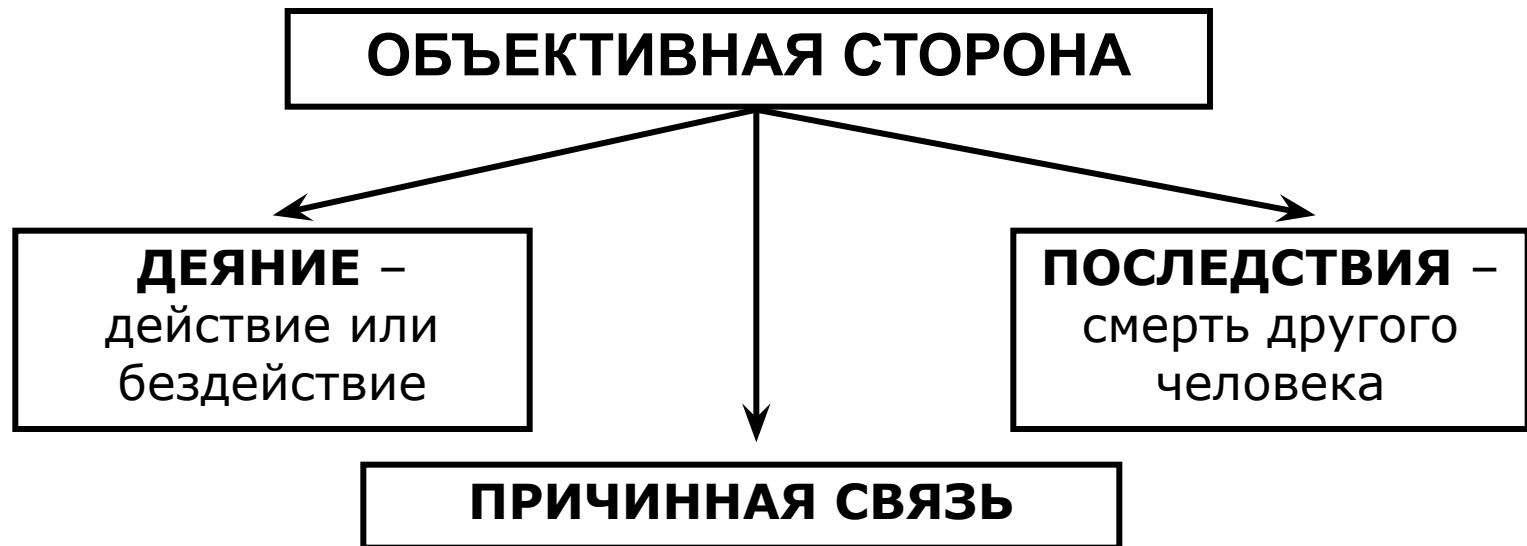 ОБЪЕКТИВНАЯ СТОРОНА
ДЕЯНИЕ –
действие или
бездействие
ПОСЛЕДСТВИЯ –
смерть другого
человека
ПРИЧИННАЯ СВЯЗЬ